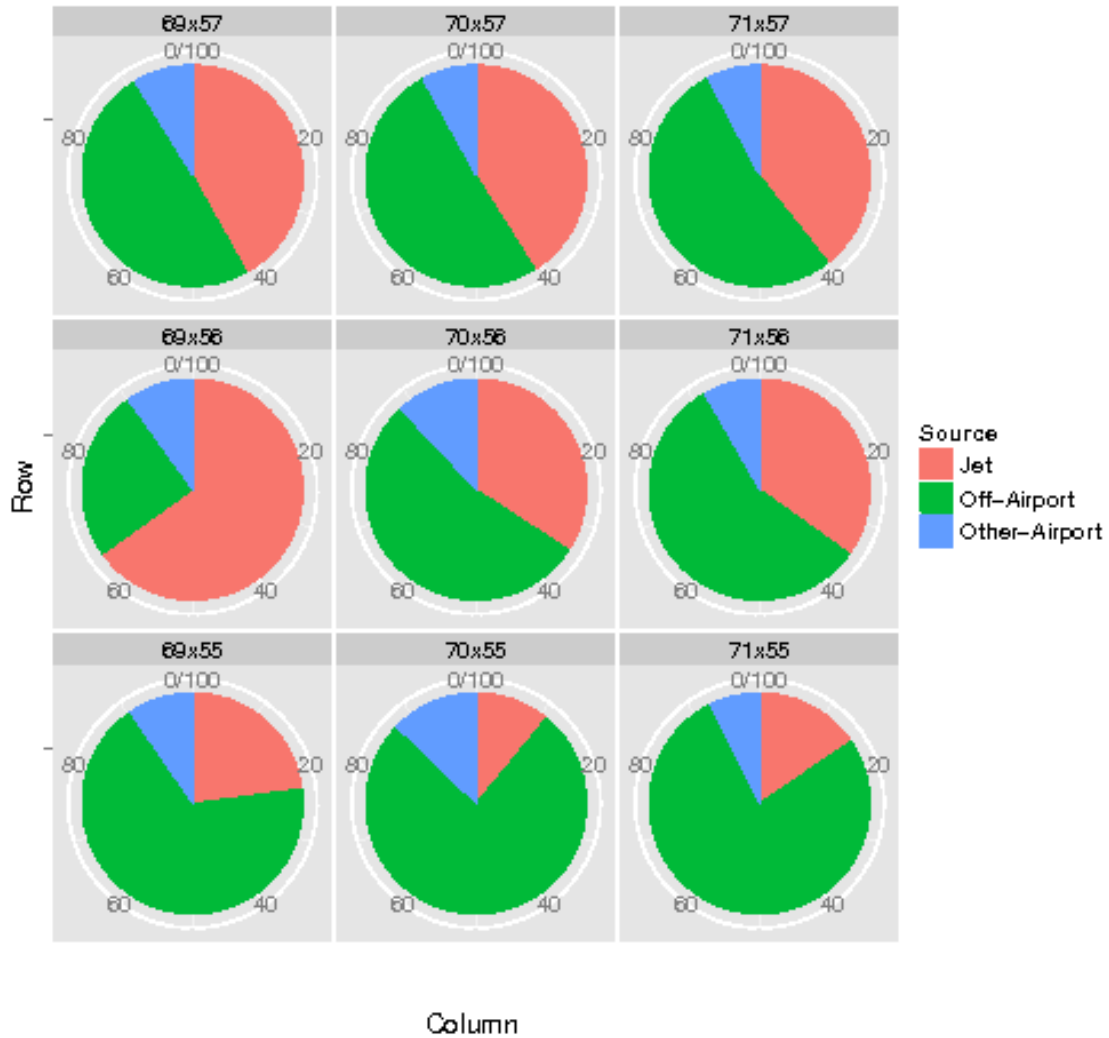 69x57 70x57 71x57
0/100 0/100 0/100
80 20 80 20 80 20
60 40 60 40 60 40
69x56 70x56 71x56
0/100 0/100 0/100
80 20 80 20 80 20
60 40 60 40 60 40
69x55 70x55 71x55
0/100 0/100 0/100
80 20 80 20 80 20
60 40 60 40 60 40
Row
Column
Source
Jet
Off-Airport
Other-Airport